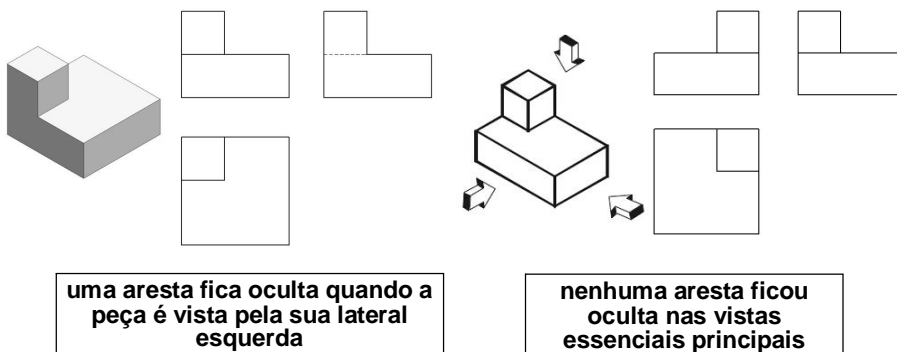 uma aresta fica oculta quando a
peça é vista pela sua lateral
esquerda
nenhuma aresta ficou
oculta nas vistas
essenciais principais